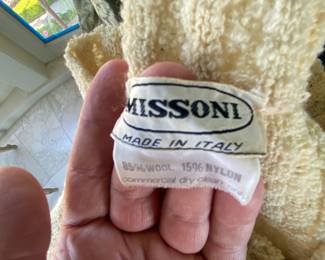 MISSONI
MADE IN ITALY
85% WOOL 15% NYLON
commercial dry clean